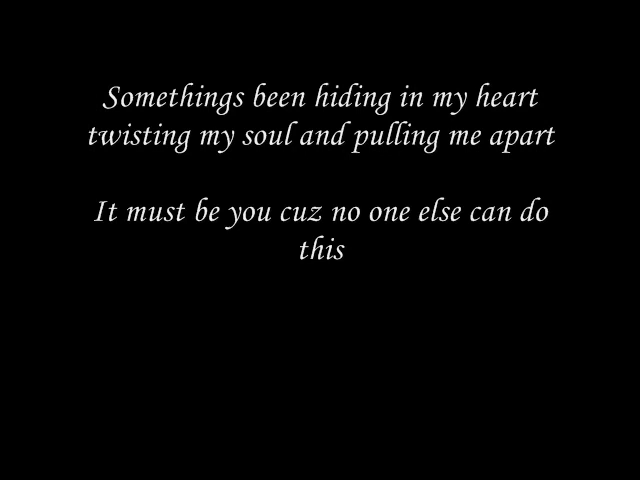 Somethings been hiding in my heart
twisting my soul and pulling me apart
It must be you cuz no one else can do
this